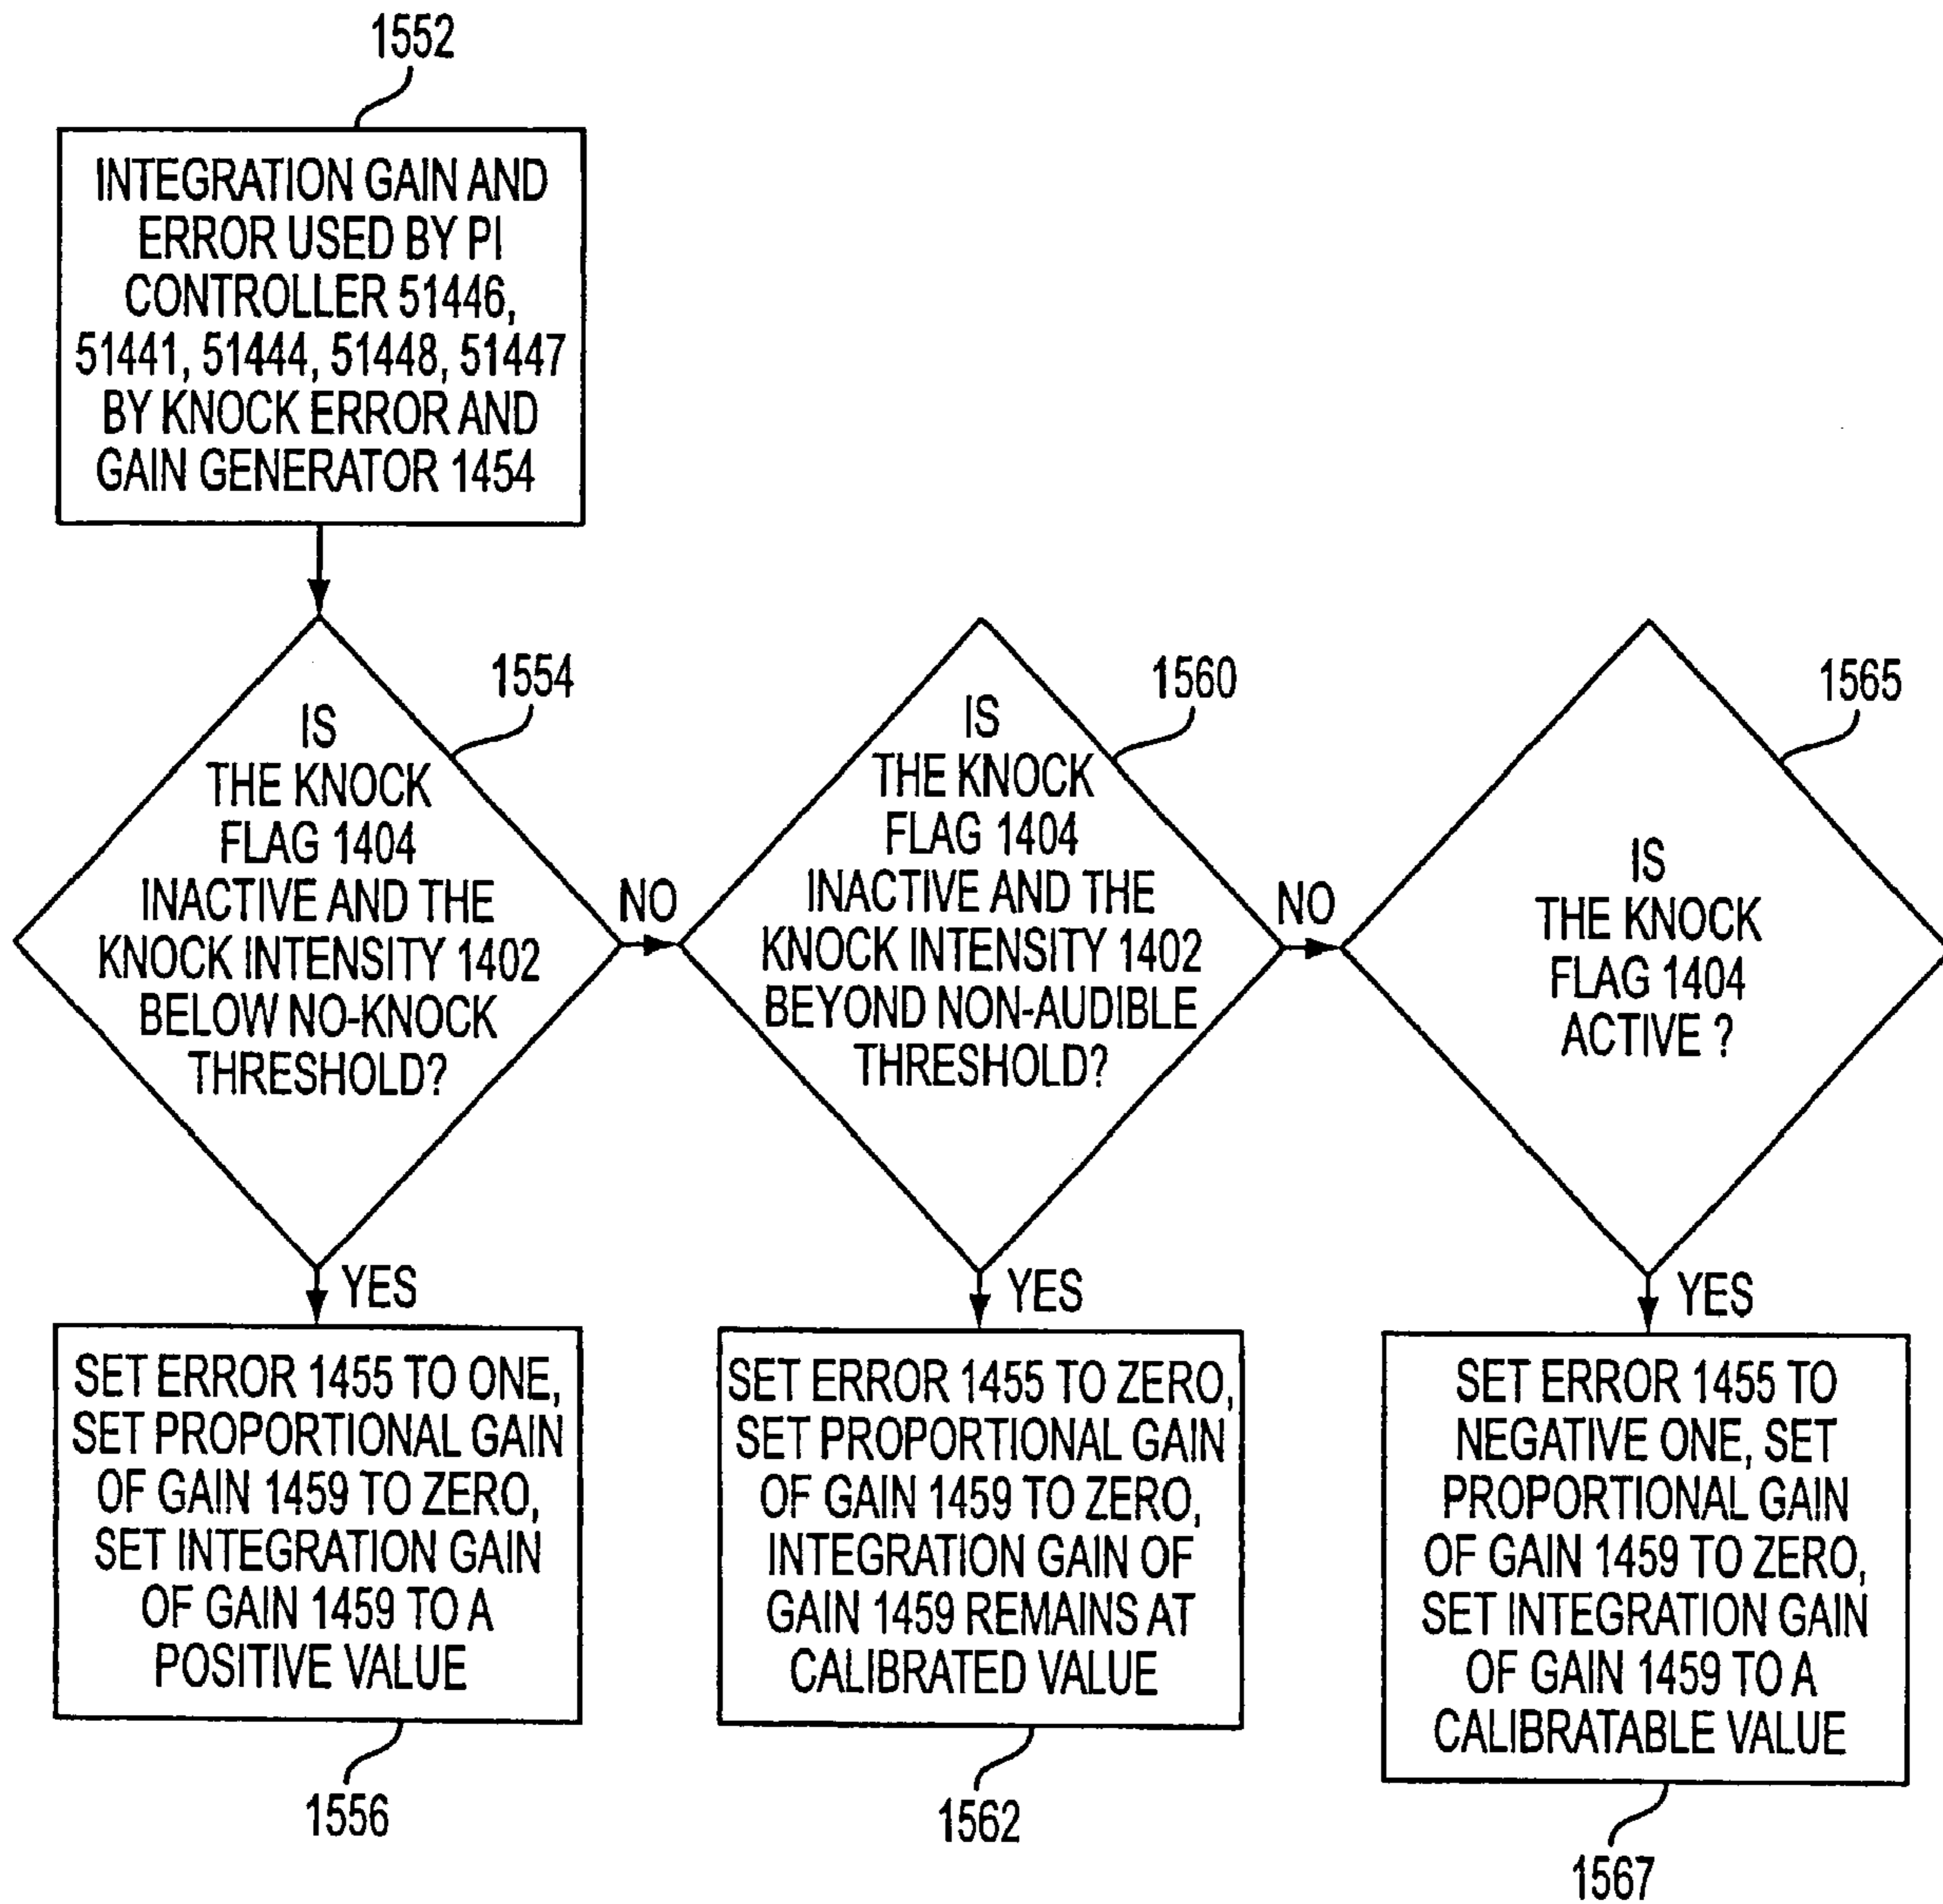 1552
INTEGRATION GAIN AND
ERROR USED BY PI
CONTROLLER 51446,
51441, 51444, 51448, 51447
BY KNOCK ERROR AND
GAIN GENERATOR 1454
1554
IS
THE KNOCK
FLAG 1404
INACTIVE AND THE
KNOCK INTENSITY 1402
BELOW NO-KNOCK
THRESHOLD?
NO
YES
SET ERROR 1455 TO ONE,
SET PROPORTIONAL GAIN
OF GAIN 1459 TO ZERO,
SET INTEGRATION GAIN
OF GAIN 1459 TO A
POSITIVE VALUE
1556
1560
IS
THE KNOCK
FLAG 1404
INACTIVE AND THE
KNOCK INTENSITY 1402
BEYOND NON-AUDIBLE
THRESHOLD?
NO
YES
SET ERROR 1455 TO ZERO,
SET PROPORTIONAL GAIN
OF GAIN 1459 TO ZERO,
INTEGRATION GAIN OF
GAIN 1459 REMAINS AT
CALIBRATED VALUE
1562
1565
IS
THE KNOCK
FLAG 1404
ACTIVE ?
YES
SET ERROR 1455 TO
NEGATIVE ONE, SET
PROPORTIONAL GAIN
OF GAIN 1459 TO ZERO,
SET INTEGRATION GAIN
OF GAIN 1459 TO A
CALIBRATABLE VALUE
1567